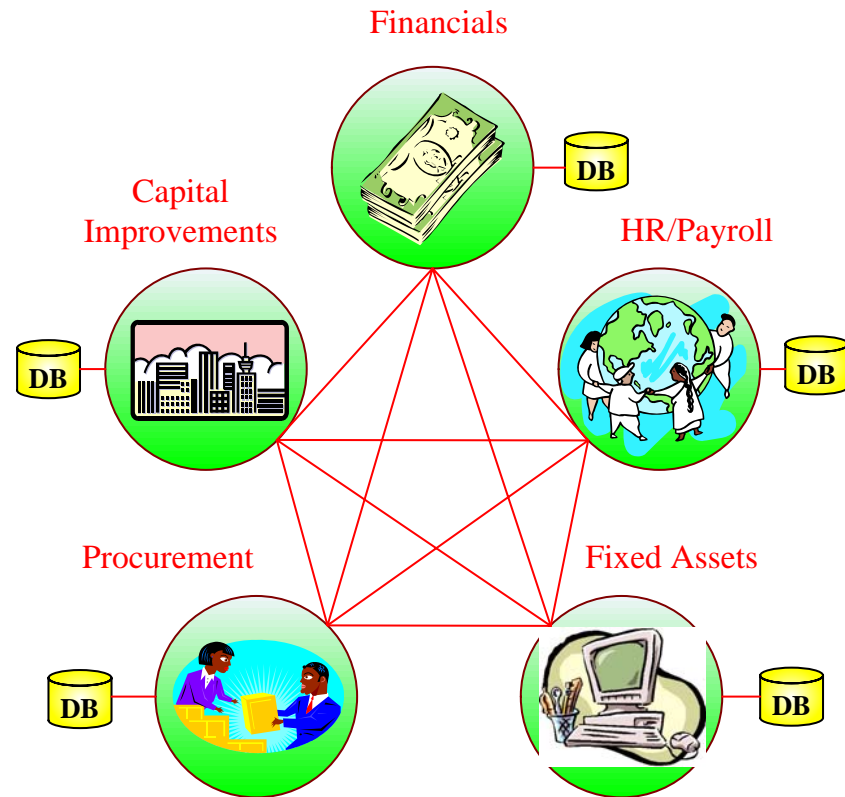 Financials
DB
Capital
Improvements
HR/Payroll
DB
DB
Procurement
Fixed Assets
DB
DB